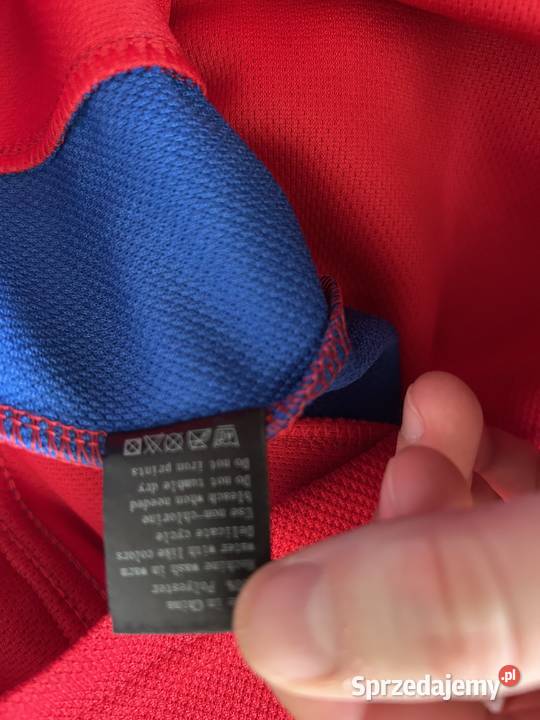 in China
Polyester
Machine wash in warm
water with like colors
Delicate cycle
Use non-chlorine
bleach when needed
Do not tumble dry
Do not iron prints
Sprzedajemy.pl